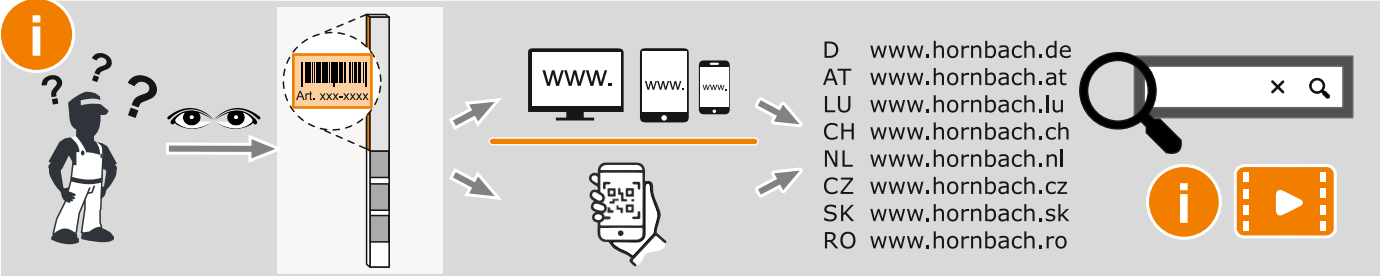 i
? ? ?
Art. xxx-xxxx
www.
www.
www.
D www.hornbach.de
AT www.hornbach.at
LU www.hornbach.lu
CH www.hornbach.ch
NL www.hornbach.nl
CZ www.hornbach.cz
SK www.hornbach.sk
RO www.hornbach.ro
i